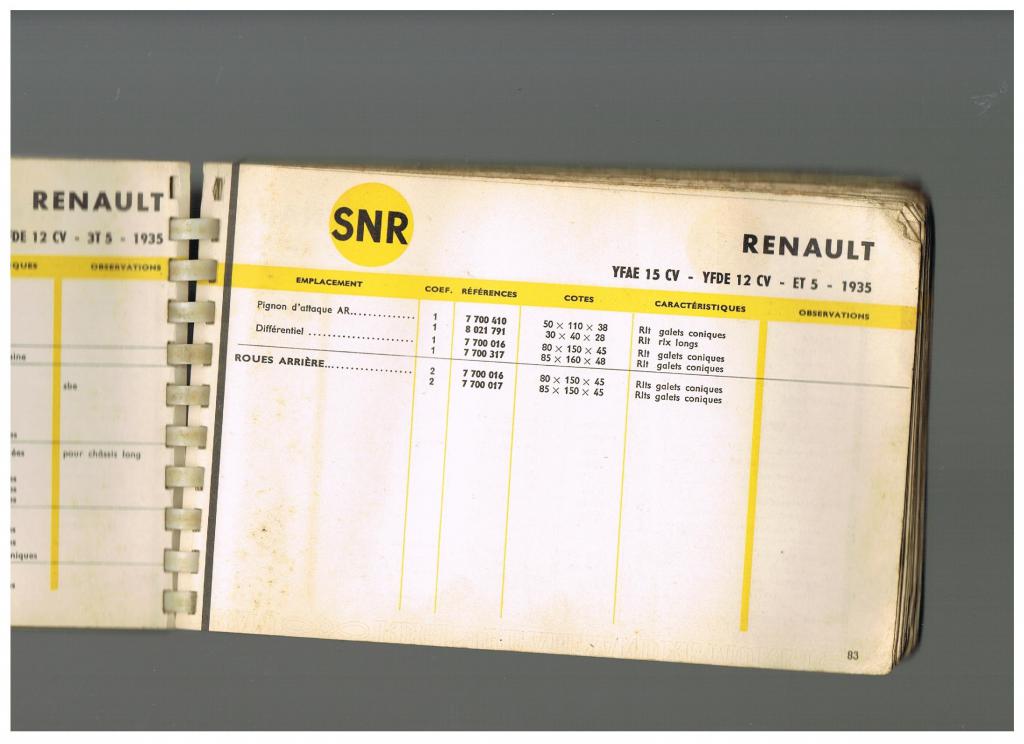 RENAULT
DE 12 CV - 3T 5 - 1935
QUES OBSERVATIONS
sbe
pour châssis long
niques
SNR
RENAULT
YFAE 15 CV - YFDE 12 CV - ET 5 - 1935
EMPLACEMENT COEF. RÉFÉRENCES COTES CARACTÉRISTIQUES OBSERVATIONS
Pignon d'attaque AR.............. 1 7 700 410 50 × 110 × 38 Rlt galets coniques
1 8 021 791 30 × 40 × 28 Rlt rlx longs
Différentiel ....................... 1 7 700 016 80 × 150 × 45 Rlt galets coniques
1 7 700 317 85 × 160 × 48 Rlt galets coniques
ROUES ARRIÈRE.................. 2 7 700 016 80 × 150 × 45 Rlts galets coniques
2 7 700 017 85 × 150 × 45 Rlts galets coniques
83